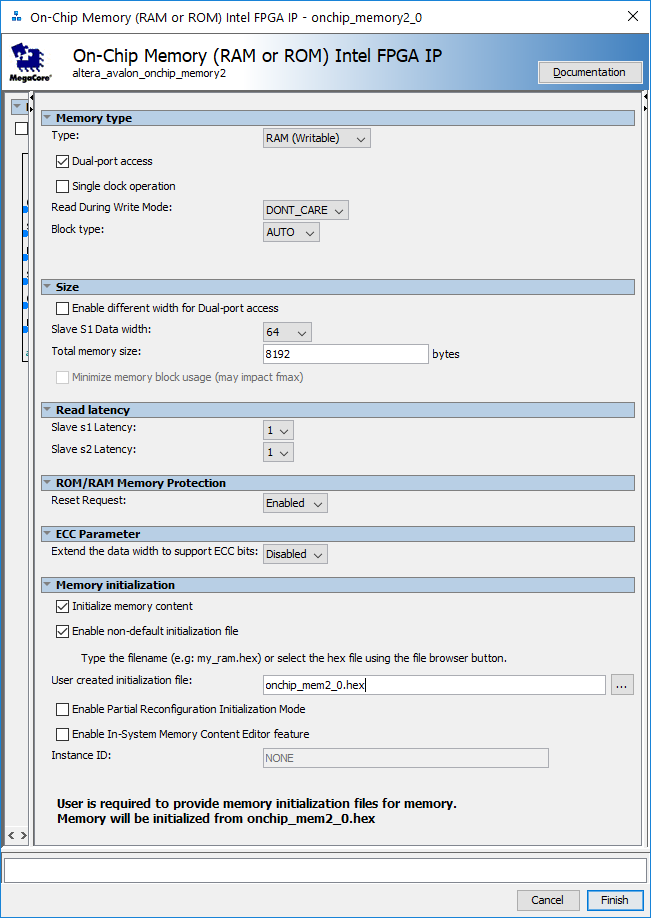 On-Chip Memory (RAM or ROM) Intel FPGA IP - onchip_memory2_0
On-Chip Memory (RAM or ROM) Intel FPGA IP
altera_avalon_onchip_memory2
MegaCore®
Documentation
Memory type
Type: RAM (Writable)
Dual-port access
Single clock operation
Read During Write Mode: DONT_CARE
Block type: AUTO
Size
Enable different width for Dual-port access
Slave S1 Data width: 64
Total memory size: 8192 bytes
Minimize memory block usage (may impact fmax)
Read latency
Slave s1 Latency: 1
Slave s2 Latency: 1
ROM/RAM Memory Protection
Reset Request: Enabled
ECC Parameter
Extend the data width to support ECC bits: Disabled
Memory initialization
Initialize memory content
Enable non-default initialization file
Type the filename (e.g: my_ram.hex) or select the hex file using the file browser button.
User created initialization file: onchip_mem2_0.hex ...
Enable Partial Reconfiguration Initialization Mode
Enable In-System Memory Content Editor feature
Instance ID: NONE
User is required to provide memory initialization files for memory.
Memory will be initialized from onchip_mem2_0.hex
Cancel Finish